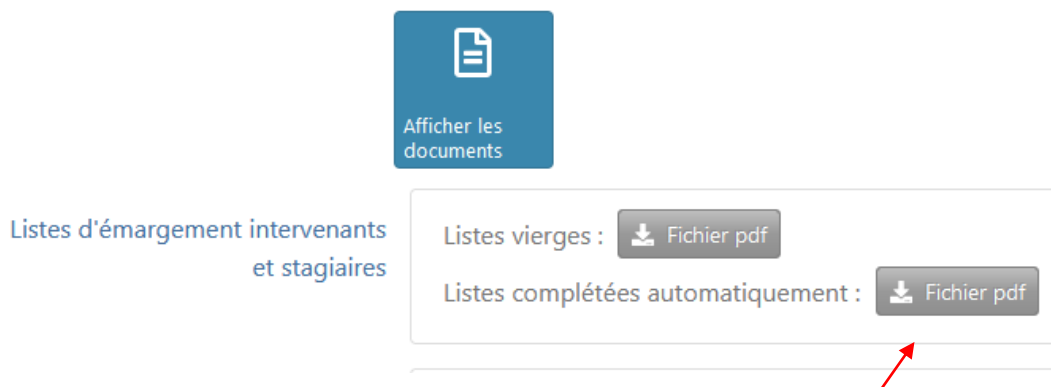 Afficher les
documents
Listes d'émargement intervenants
et stagiaires
Listes vierges : Fichier pdf
Listes complétées automatiquement : Fichier pdf